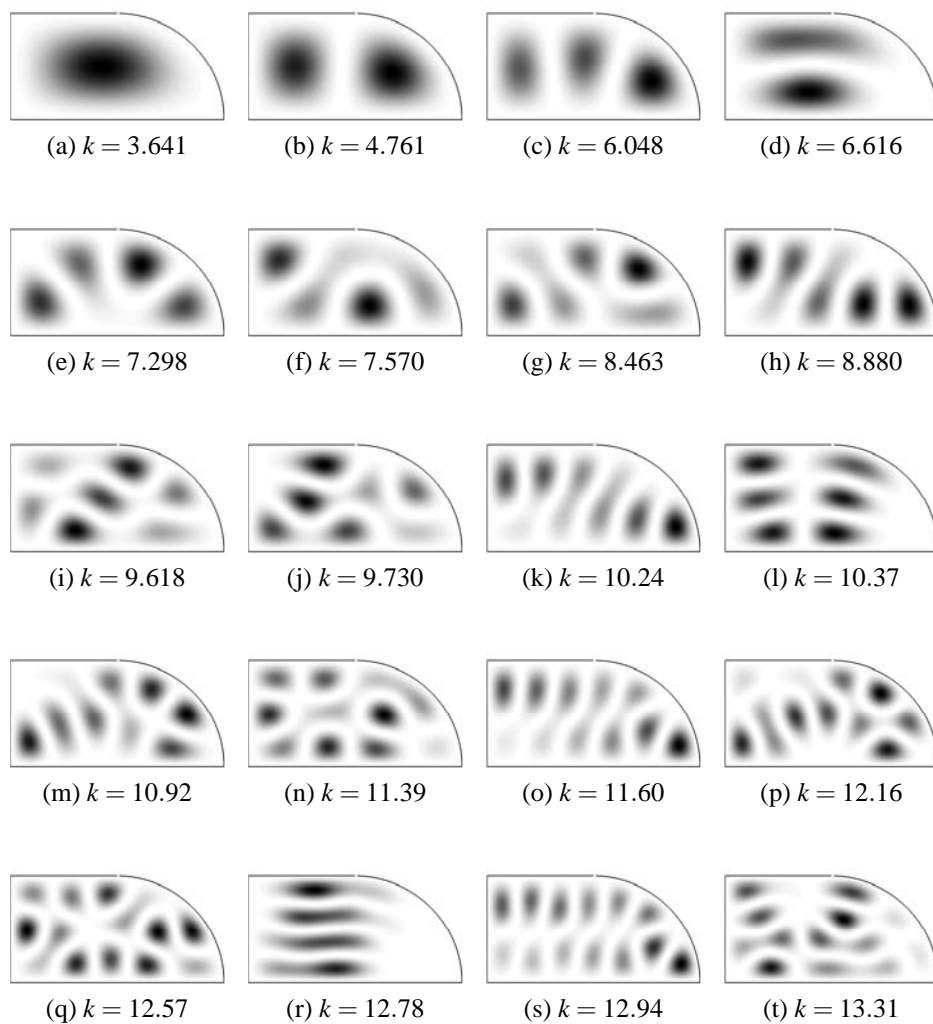 (a) k = 3.641
(b) k = 4.761
(c) k = 6.048
(d) k = 6.616
(e) k = 7.298
(f) k = 7.570
(g) k = 8.463
(h) k = 8.880
(i) k = 9.618
(j) k = 9.730
(k) k = 10.24
(l) k = 10.37
(m) k = 10.92
(n) k = 11.39
(o) k = 11.60
(p) k = 12.16
(q) k = 12.57
(r) k = 12.78
(s) k = 12.94
(t) k = 13.31